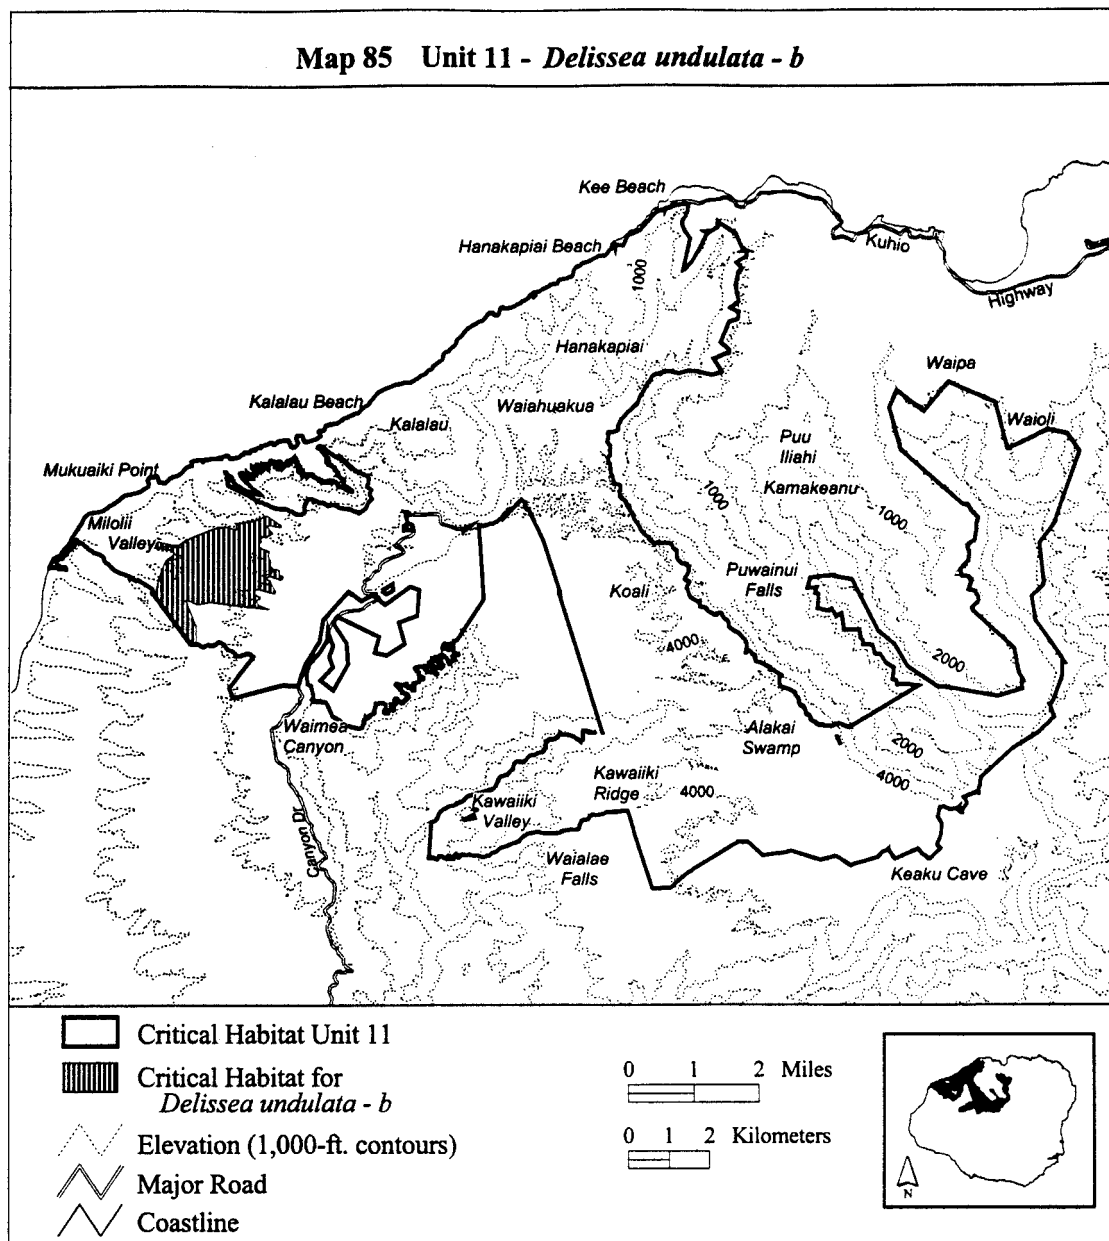 Map 85 Unit 11 - Delissea undulata - b
Kee Beach
Hanakapiai Beach
Kuhio
Highway
1000
Hanakapiai
Waipa
Kalalau Beach
Waiahuakua
Waioli
Kalalau
Puu
Iliahi
Mukuaiki Point
Kamakeanu
1000
1000
Milolii
Valley
Puwainui
Falls
Koali
4000
2000
Waimea
Canyon
Alakai
Swamp
2000
4000
Kawaiiki
Ridge
4000
Kawaiiki
Valley
Canyon Dr
Waialae
Falls
Keaku Cave
Critical Habitat Unit 11
Critical Habitat for
Delissea undulata - b
Elevation (1,000-ft. contours)
Major Road
Coastline
0 1 2 Miles
0 1 2 Kilometers
N